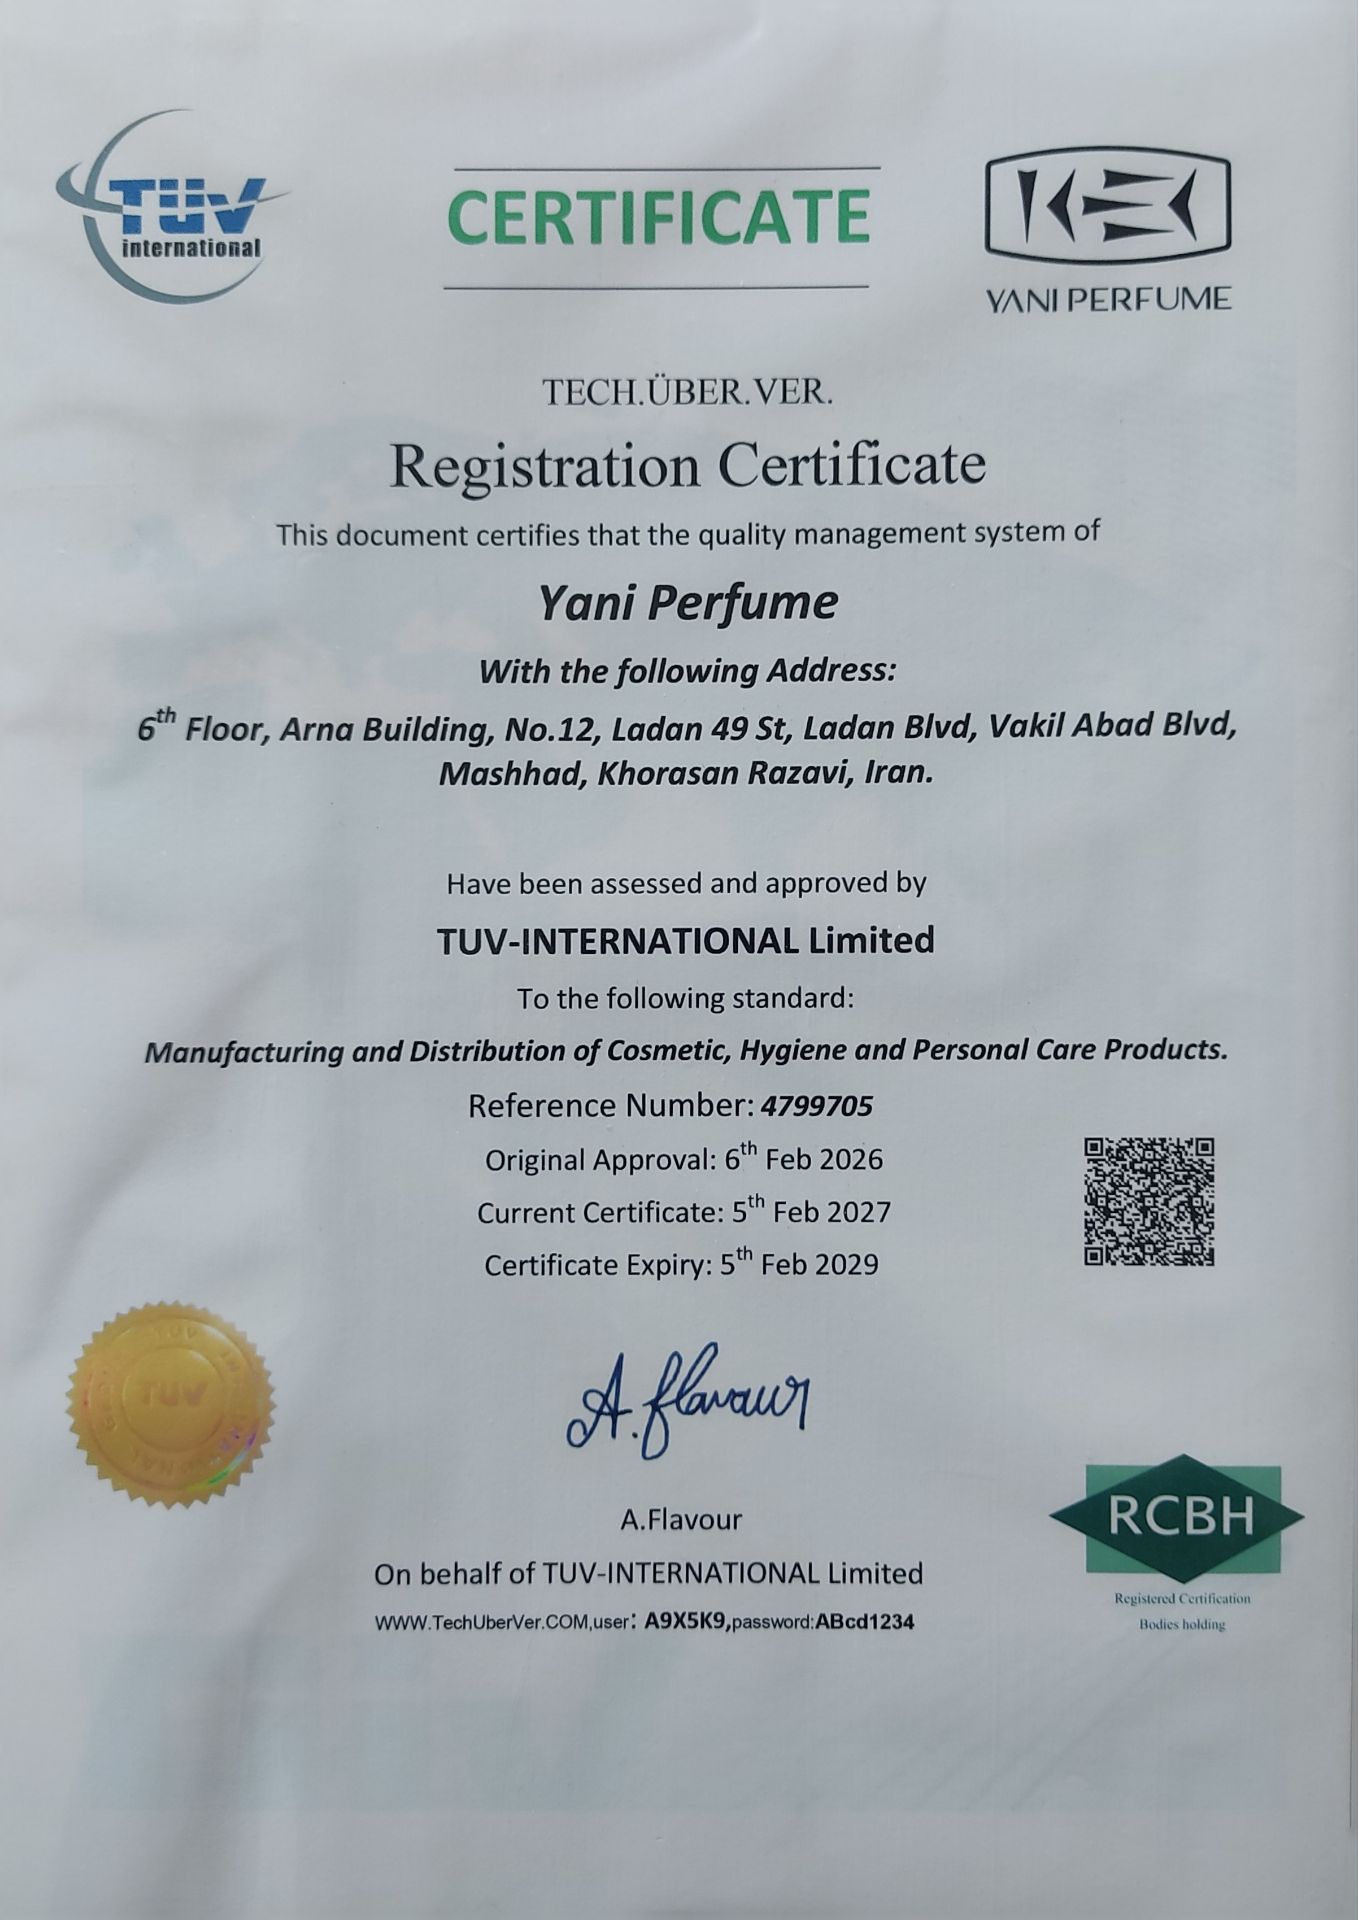 TÜV
international
CERTIFICATE
YANI PERFUME
TECH.ÜBER.VER.
Registration Certificate
This document certifies that the quality management system of
Yani Perfume
With the following Address:
6th Floor, Arna Building, No.12, Ladan 49 St, Ladan Blvd, Vakil Abad Blvd,
Mashhad, Khorasan Razavi, Iran.
Have been assessed and approved by
TUV-INTERNATIONAL Limited
To the following standard:
Manufacturing and Distribution of Cosmetic, Hygiene and Personal Care Products.
Reference Number: 4799705
Original Approval: 6th Feb 2026
Current Certificate: 5th Feb 2027
Certificate Expiry: 5th Feb 2029
TUV
A.flavour
A.Flavour
On behalf of TUV-INTERNATIONAL Limited
WWW.TechUberVer.COM,user: A9X5K9,password:ABcd1234
RCBH
Registered Certification
Bodies holding